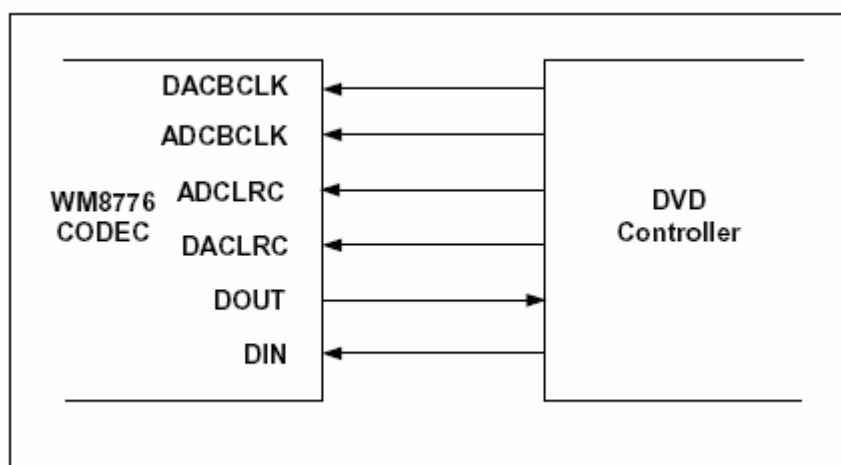 DACBCLK
ADCBCLK
ADCLRC
DACLRC
DOUT
DIN
WM8776
CODEC
DVD
Controller